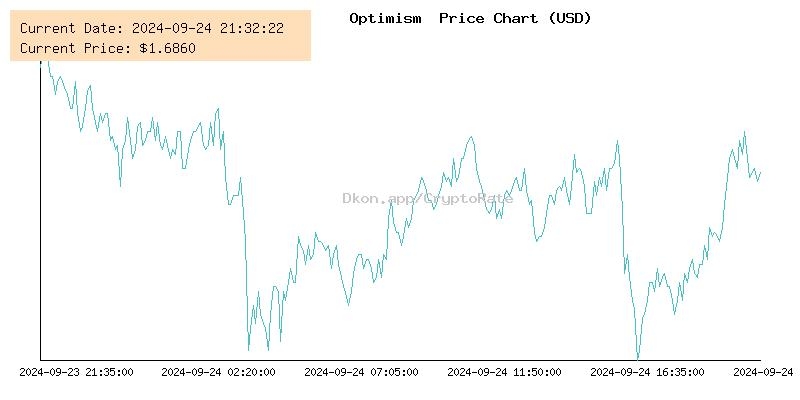 Optimism  Price Chart (USD)
Current Date: 2024-09-24 21:32:22
Current Price: $1.6860
Dkon.app/CryptoRate
2024-09-23 21:35:00 2024-09-24 02:20:00 2024-09-24 07:05:00 2024-09-24 11:50:00 2024-09-24 16:35:00 2024-09-24